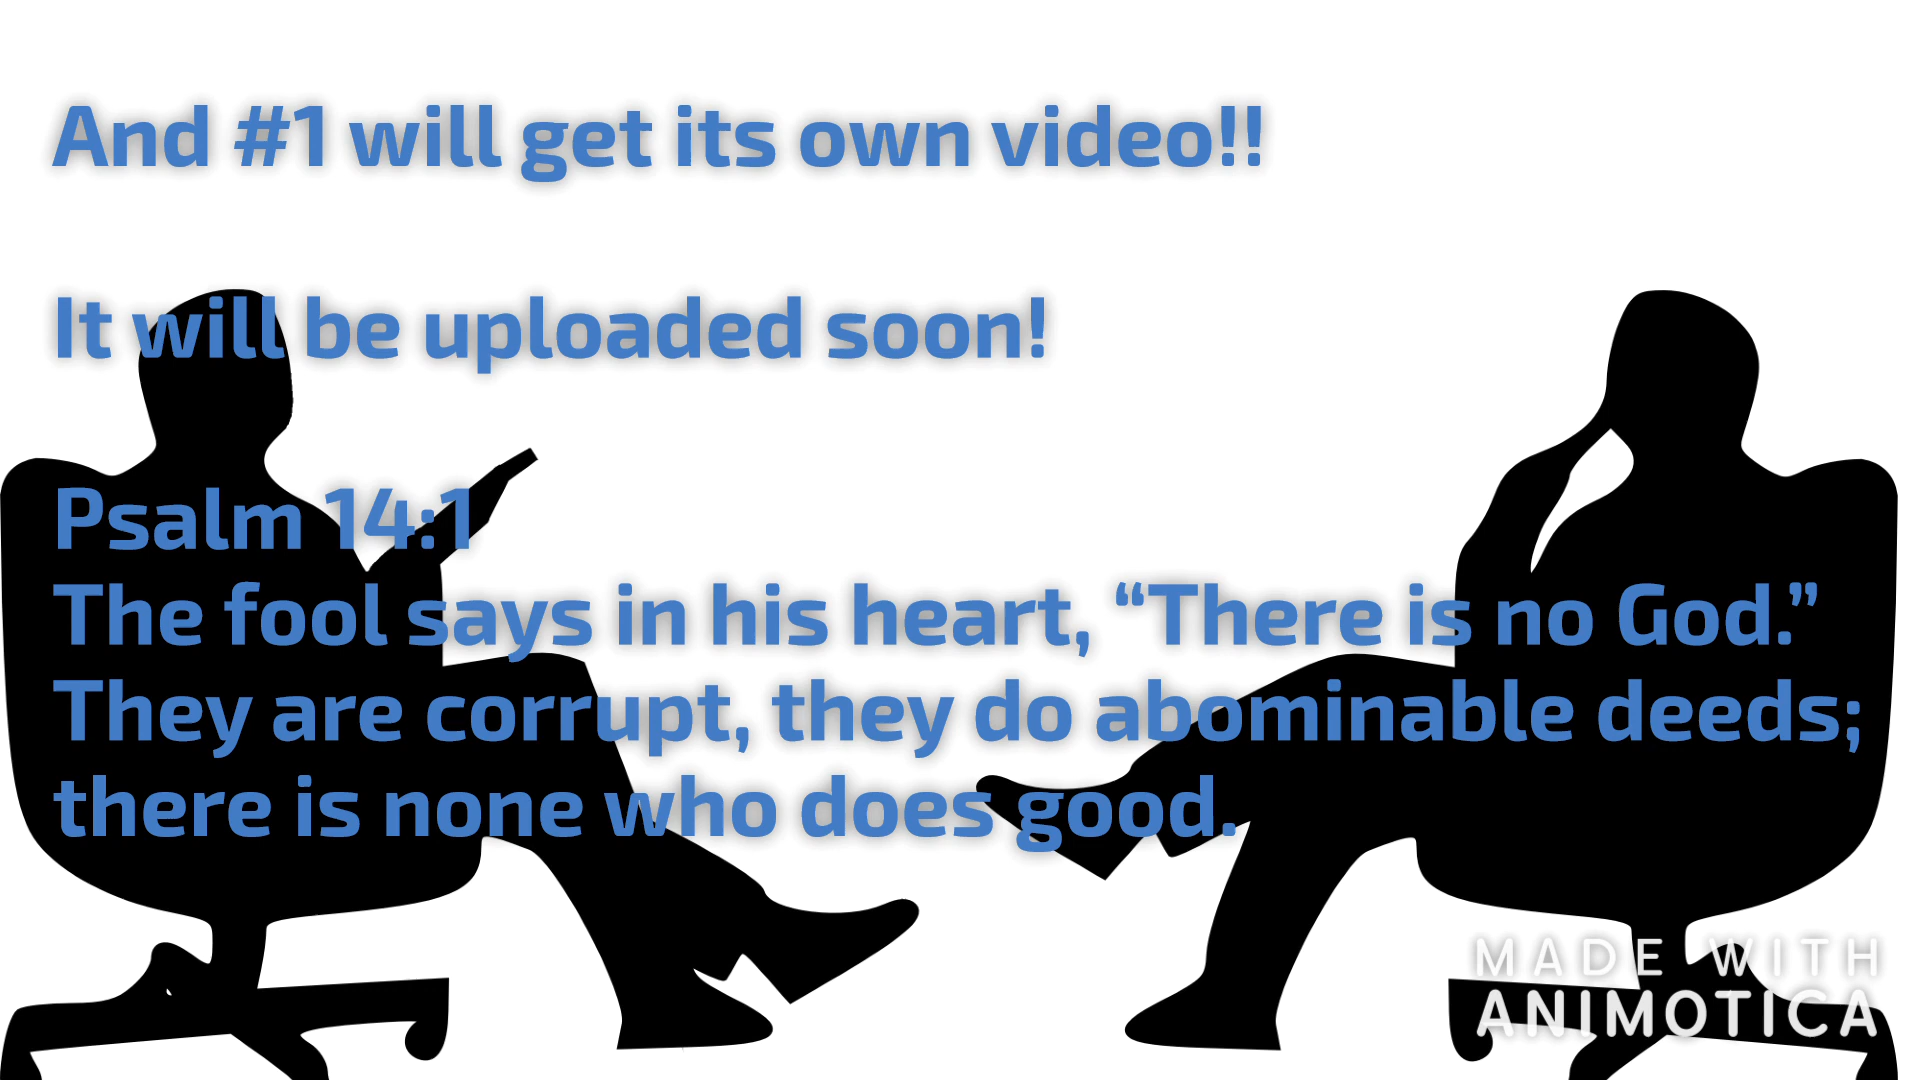 And #1 will get its own video!!
It will be uploaded soon!
Psalm 14:1
The fool says in his heart, “There is no God.”
They are corrupt, they do abominable deeds;
there is none who does good.
MADE WITH
ANIMOTICA